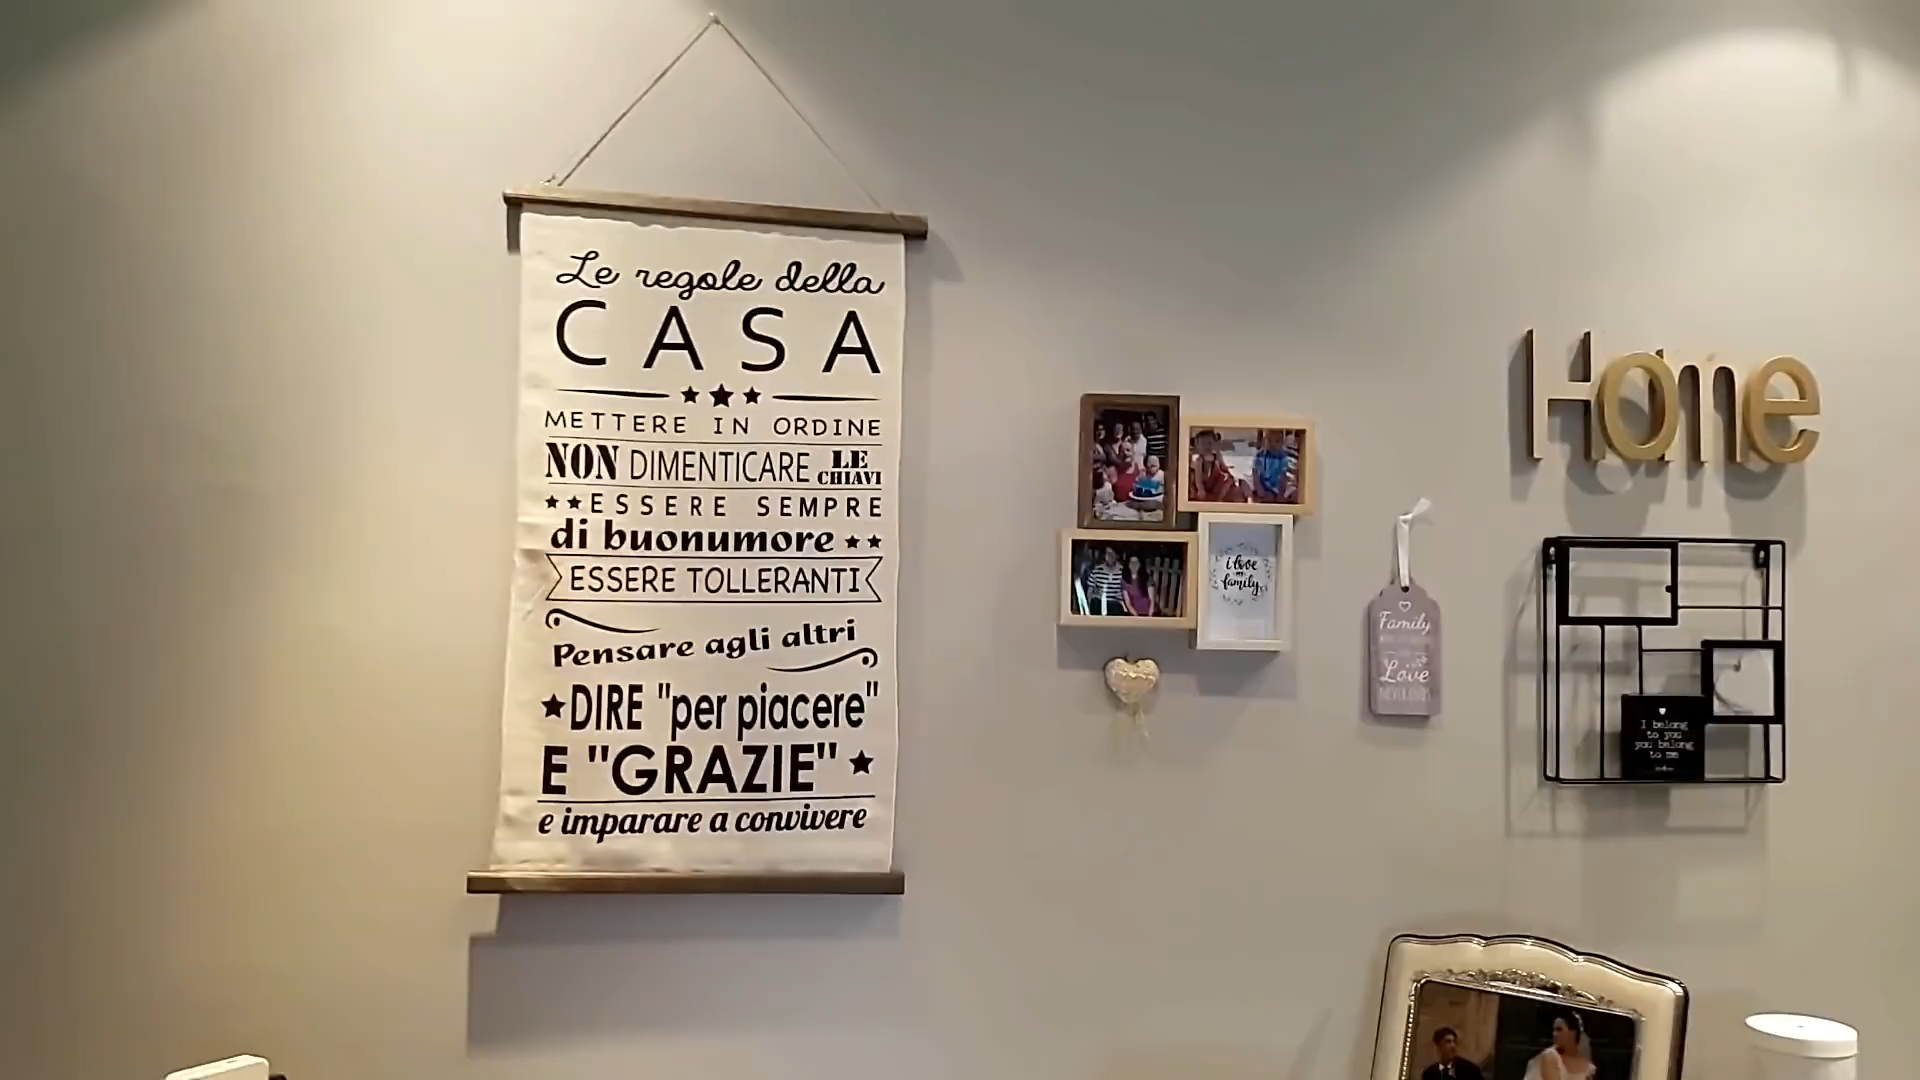 Le regole della
CASA
METTERE IN ORDINE
NON DIMENTICARE LE CHIAVI
ESSERE SEMPRE
di buonumore
ESSERE TOLLERANTI
Pensare agli altri
DIRE "per piacere"
E "GRAZIE"
e imparare a convivere
i love
my
family
Family
Love
NEVER ENDS
Home
I belong
to you
you belong
to me